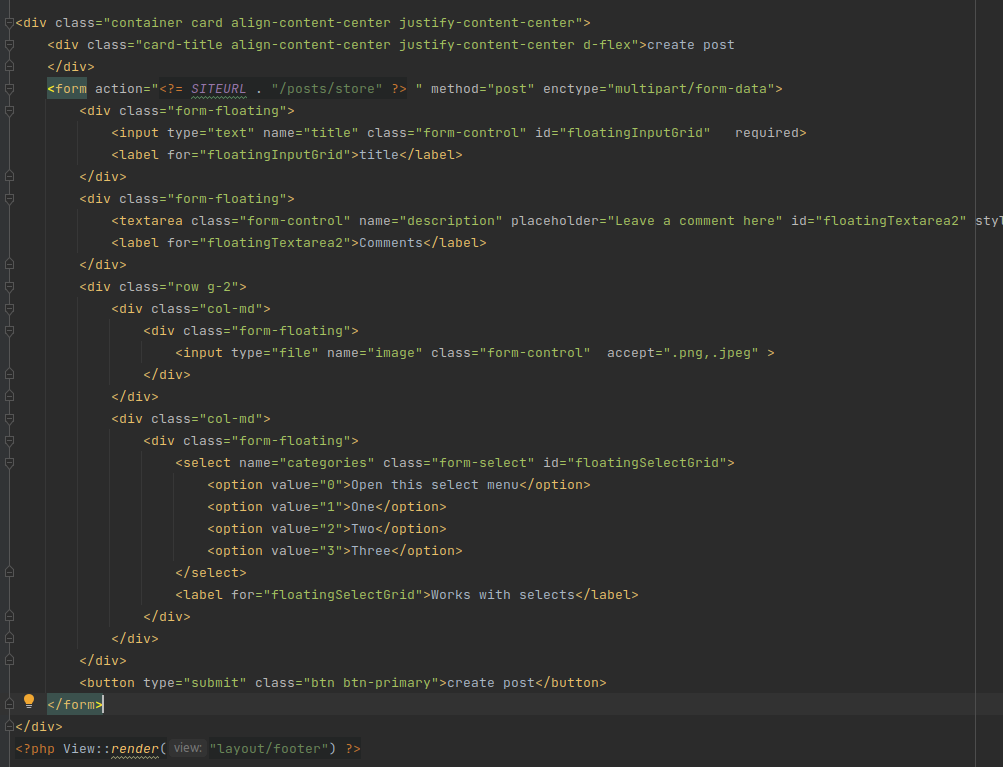 <div class="container card align-content-center justify-content-center">
<div class="card-title align-content-center justify-content-center d-flex">create post
</div>
<form action="<?= SITEURL . "/posts/store" ?> " method="post" enctype="multipart/form-data">
<div class="form-floating">
<input type="text" name="title" class="form-control" id="floatingInputGrid"   required>
<label for="floatingInputGrid">title</label>
</div>
<div class="form-floating">
<textarea class="form-control" name="description" placeholder="Leave a comment here" id="floatingTextarea2" styl
<label for="floatingTextarea2">Comments</label>
</div>
<div class="row g-2">
<div class="col-md">
<div class="form-floating">
<input type="file" name="image" class="form-control"  accept=".png,.jpeg" >
</div>
</div>
<div class="col-md">
<div class="form-floating">
<select name="categories" class="form-select" id="floatingSelectGrid">
<option value="0">Open this select menu</option>
<option value="1">One</option>
<option value="2">Two</option>
<option value="3">Three</option>
</select>
<label for="floatingSelectGrid">Works with selects</label>
</div>
</div>
</div>
<button type="submit" class="btn btn-primary">create post</button>
</form>
</div>
<?php View::render( view: "layout/footer") ?>